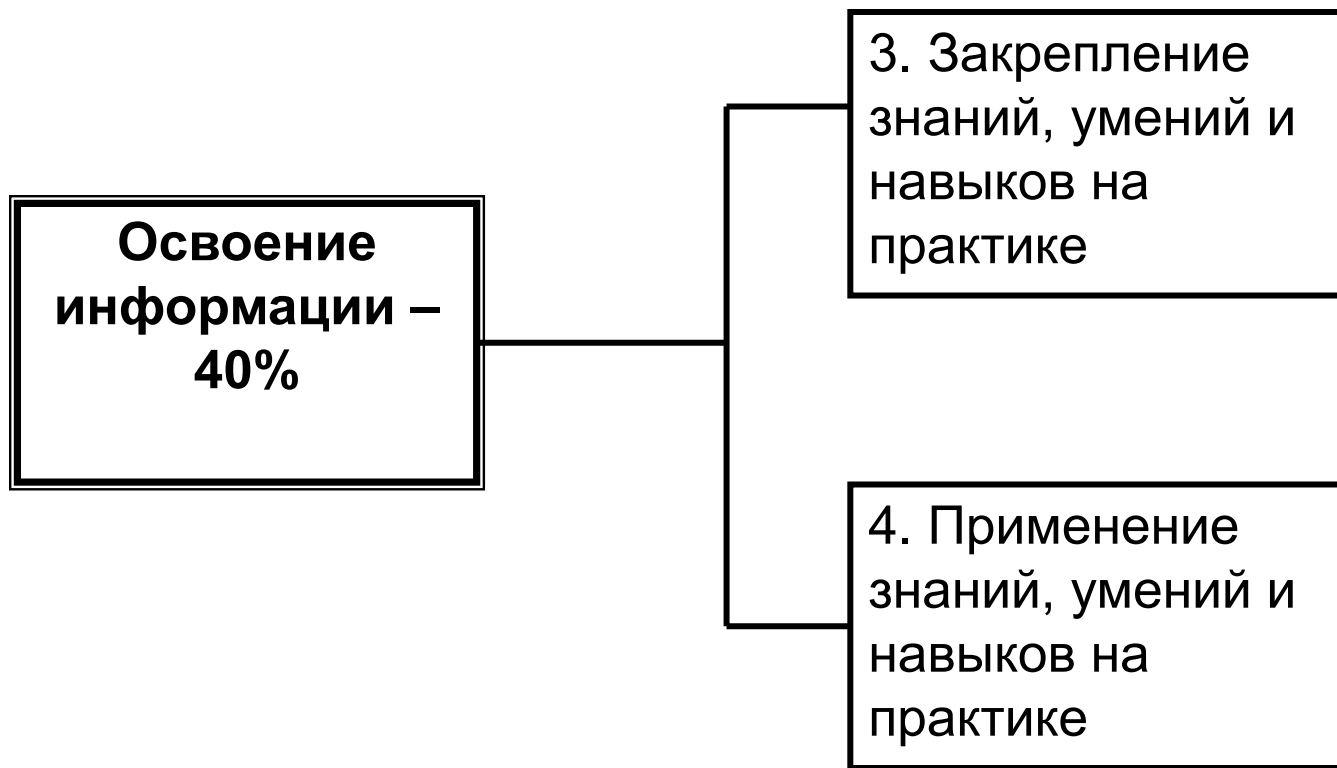 Освоение
информации –
40%
3. Закрепление
знаний, умений и
навыков на
практике
4. Применение
знаний, умений и
навыков на
практике